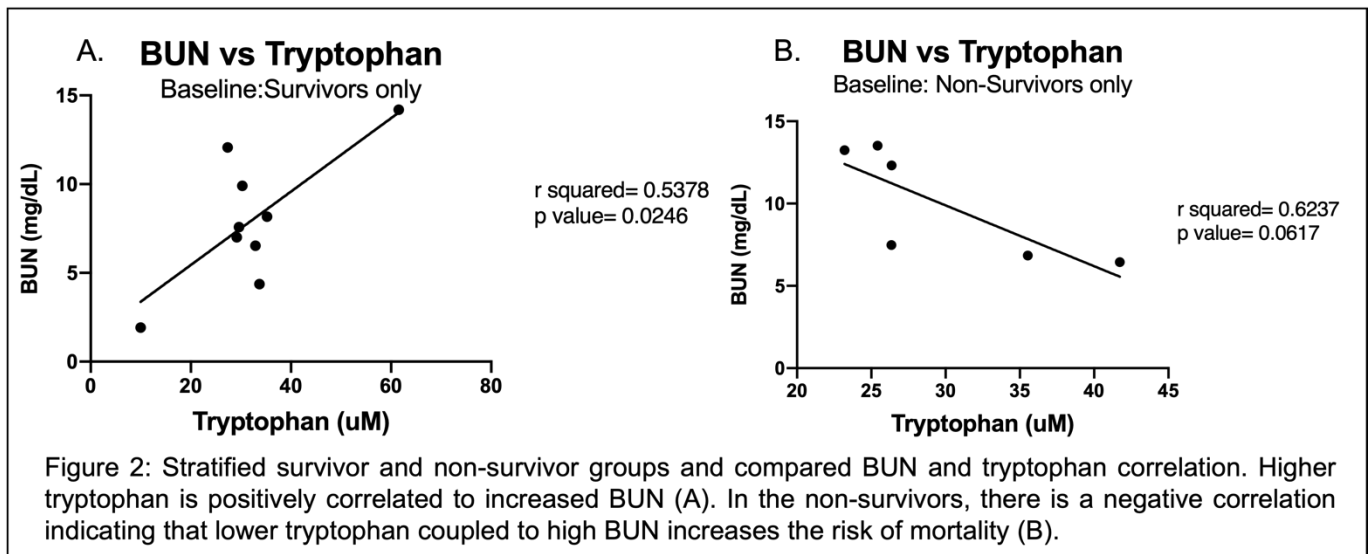 A. BUN vs Tryptophan
Baseline:Survivors only
15
10
5
0
BUN (mg/dL)
0 20 40 60 80
Tryptophan (uM)
r squared= 0.5378
p value= 0.0246
B. BUN vs Tryptophan
Baseline: Non-Survivors only
15
10
5
0
BUN (mg/dL)
20 25 30 35 40 45
Tryptophan (uM)
r squared= 0.6237
p value= 0.0617
Figure 2: Stratified survivor and non-survivor groups and compared BUN and tryptophan correlation. Higher
tryptophan is positively correlated to increased BUN (A). In the non-survivors, there is a negative correlation
indicating that lower tryptophan coupled to high BUN increases the risk of mortality (B).